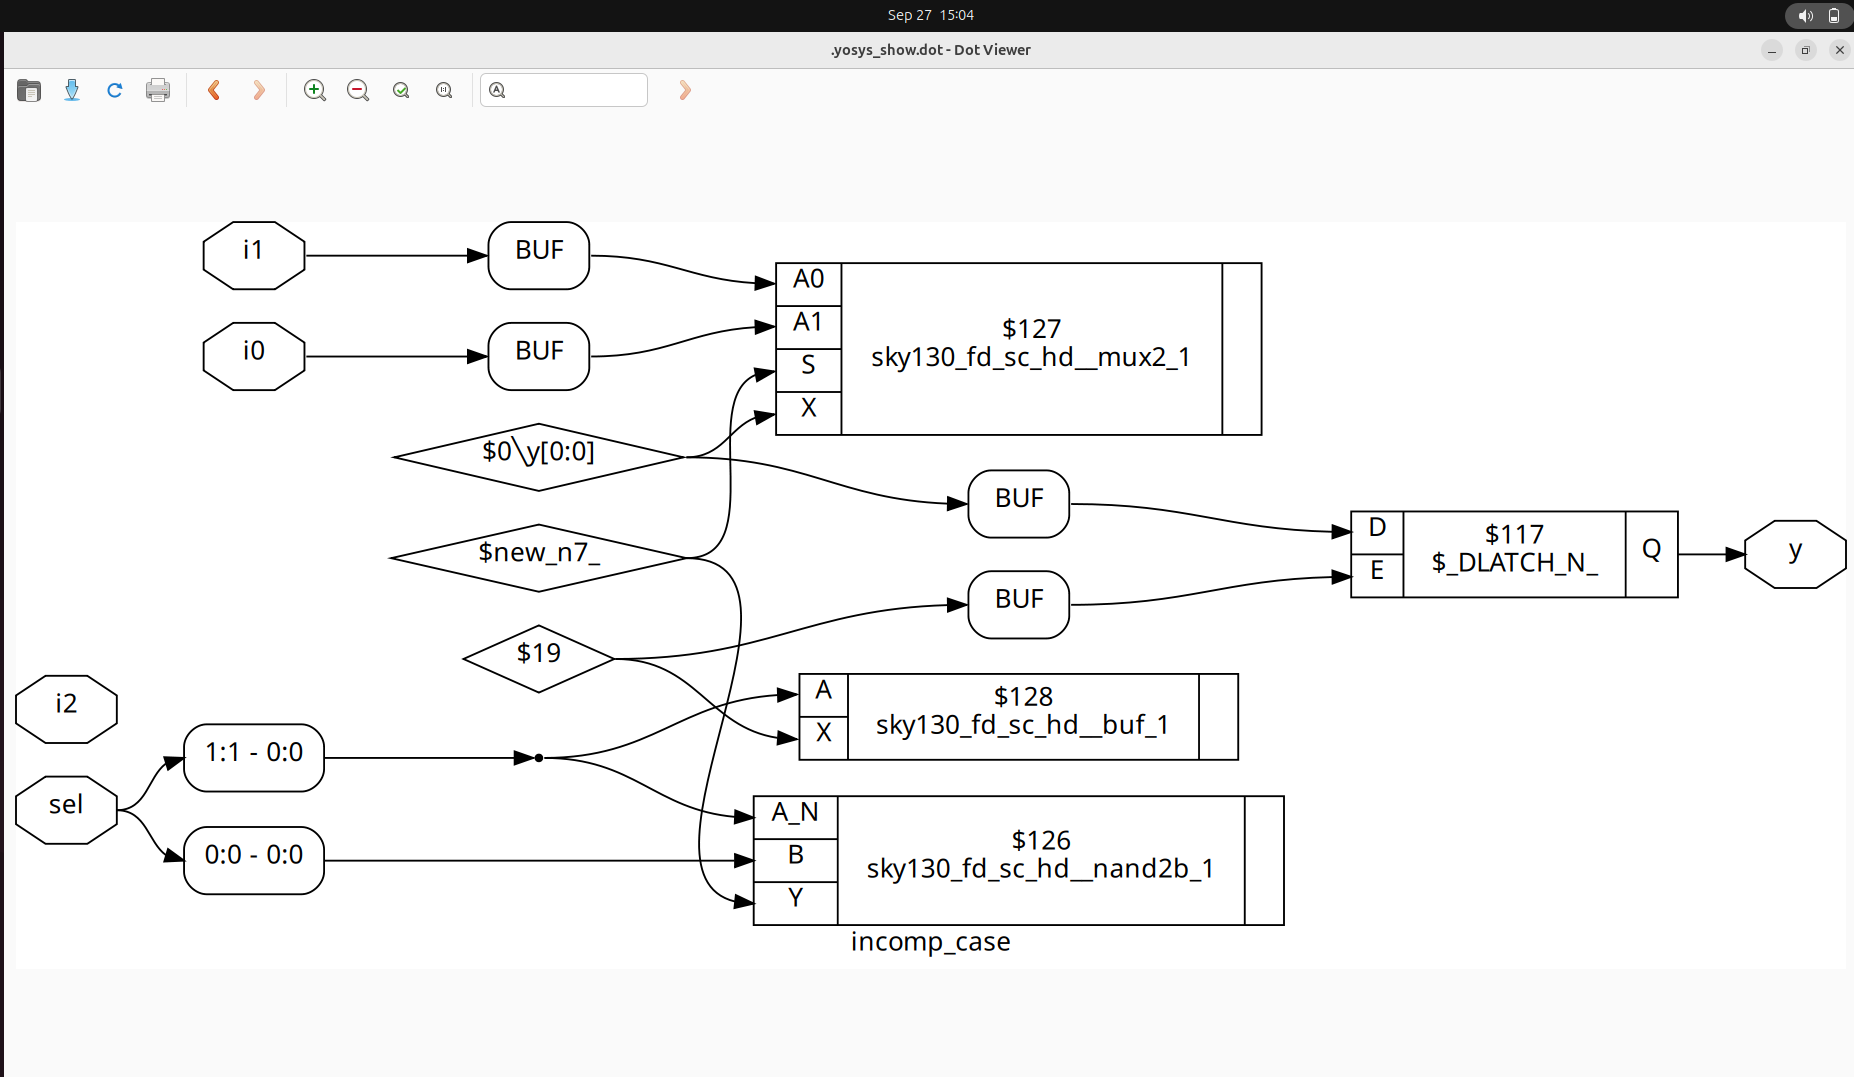 Sep 27 15:04
.yosys_show.dot - Dot Viewer
i1
BUF
A0
A1
S
X
$127
sky130_fd_sc_hd__mux2_1
i0
BUF
$0\y[0:0]
BUF
D
E
$117
$_DLATCH_N_
Q
y
$new_n7_
BUF
$19
i2
A
X
$128
sky130_fd_sc_hd__buf_1
1:1 - 0:0
sel
0:0 - 0:0
A_N
B
Y
$126
sky130_fd_sc_hd__nand2b_1
incomp_case